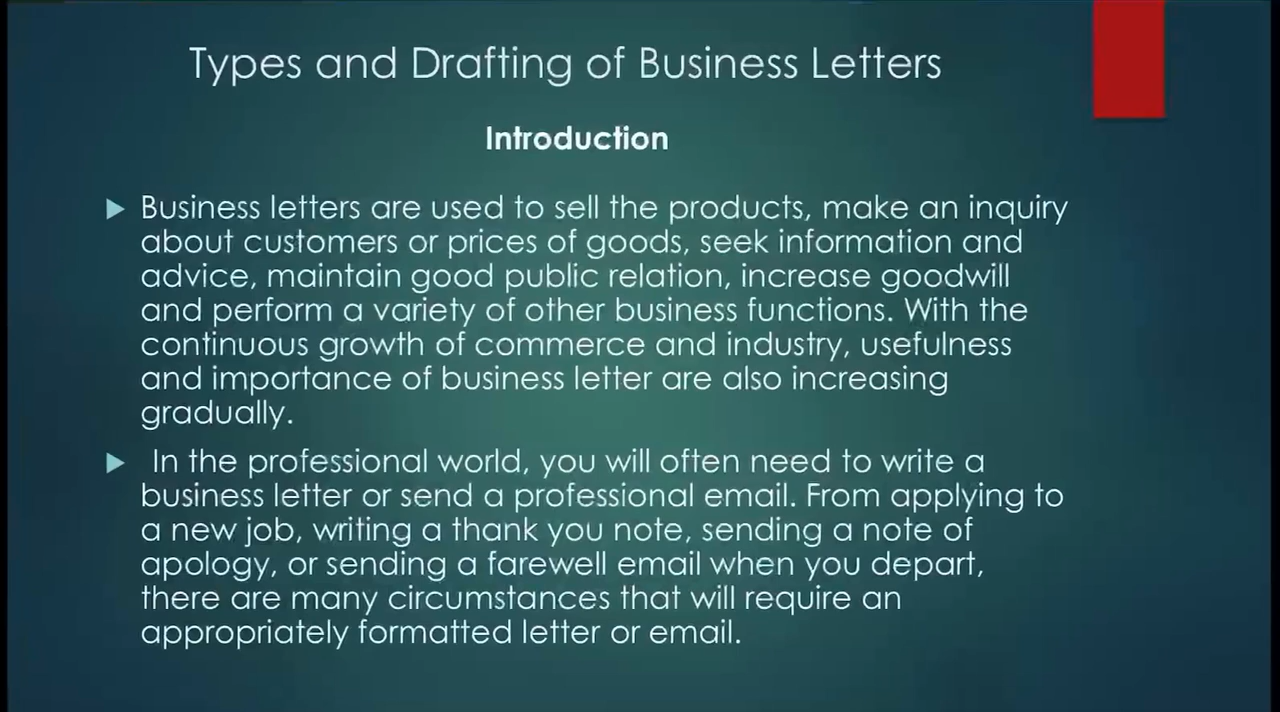 Types and Drafting of Business Letters
Introduction
Business letters are used to sell the products, make an inquiry
about customers or prices of goods, seek information and
advice, maintain good public relation, increase goodwill
and perform a variety of other business functions. With the
continuous growth of commerce and industry, usefulness
and importance of business letter are also increasing
gradually.
In the professional world, you will often need to write a
business letter or send a professional email. From applying to
a new job, writing a thank you note, sending a note of
apology, or sending a farewell email when you depart,
there are many circumstances that will require an
appropriately formatted letter or email.